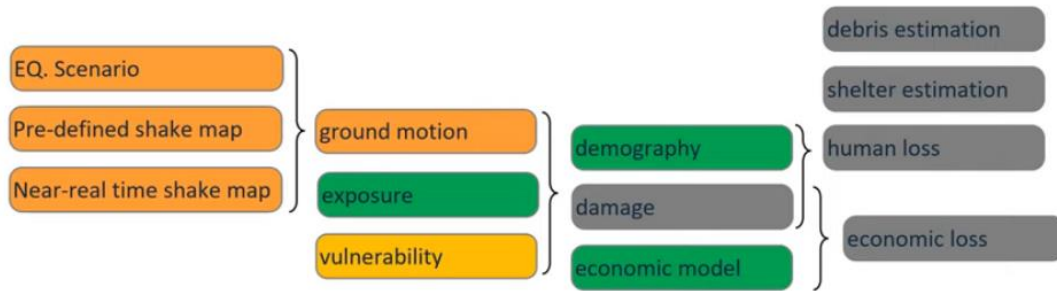 EQ. Scenario
Pre-defined shake map
Near-real time shake map
ground motion
exposure
vulnerability
demography
damage
economic model
debris estimation
shelter estimation
human loss
economic loss